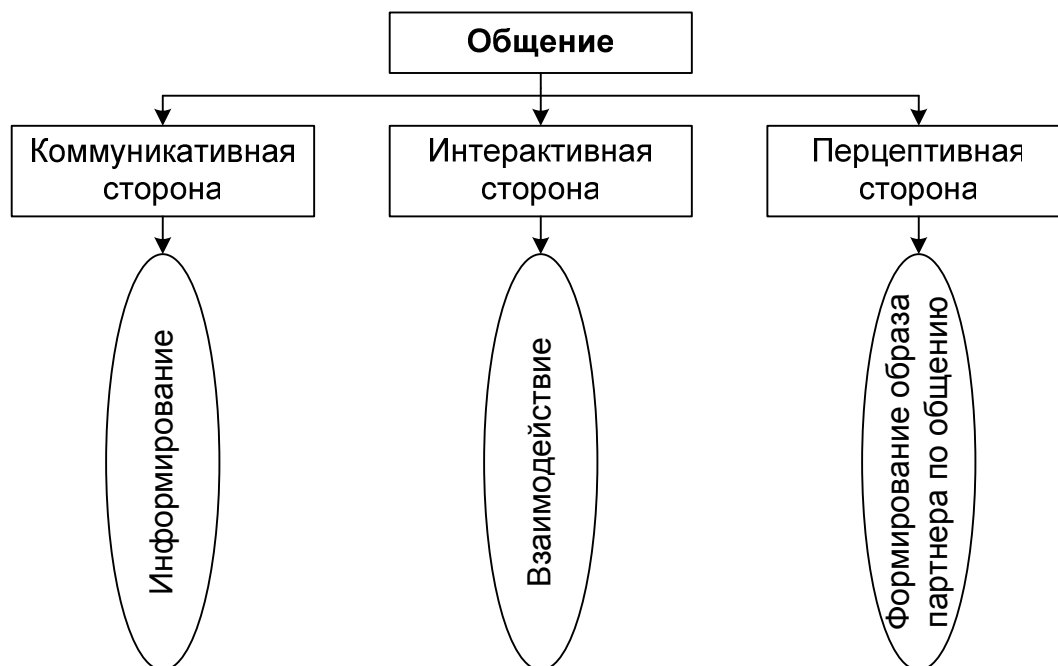 Общение
Коммуникативная
сторона
Интерактивная
сторона
Перцептивная
сторона
Информирование
Взаимодействие
Формирование образа
партнера по общению